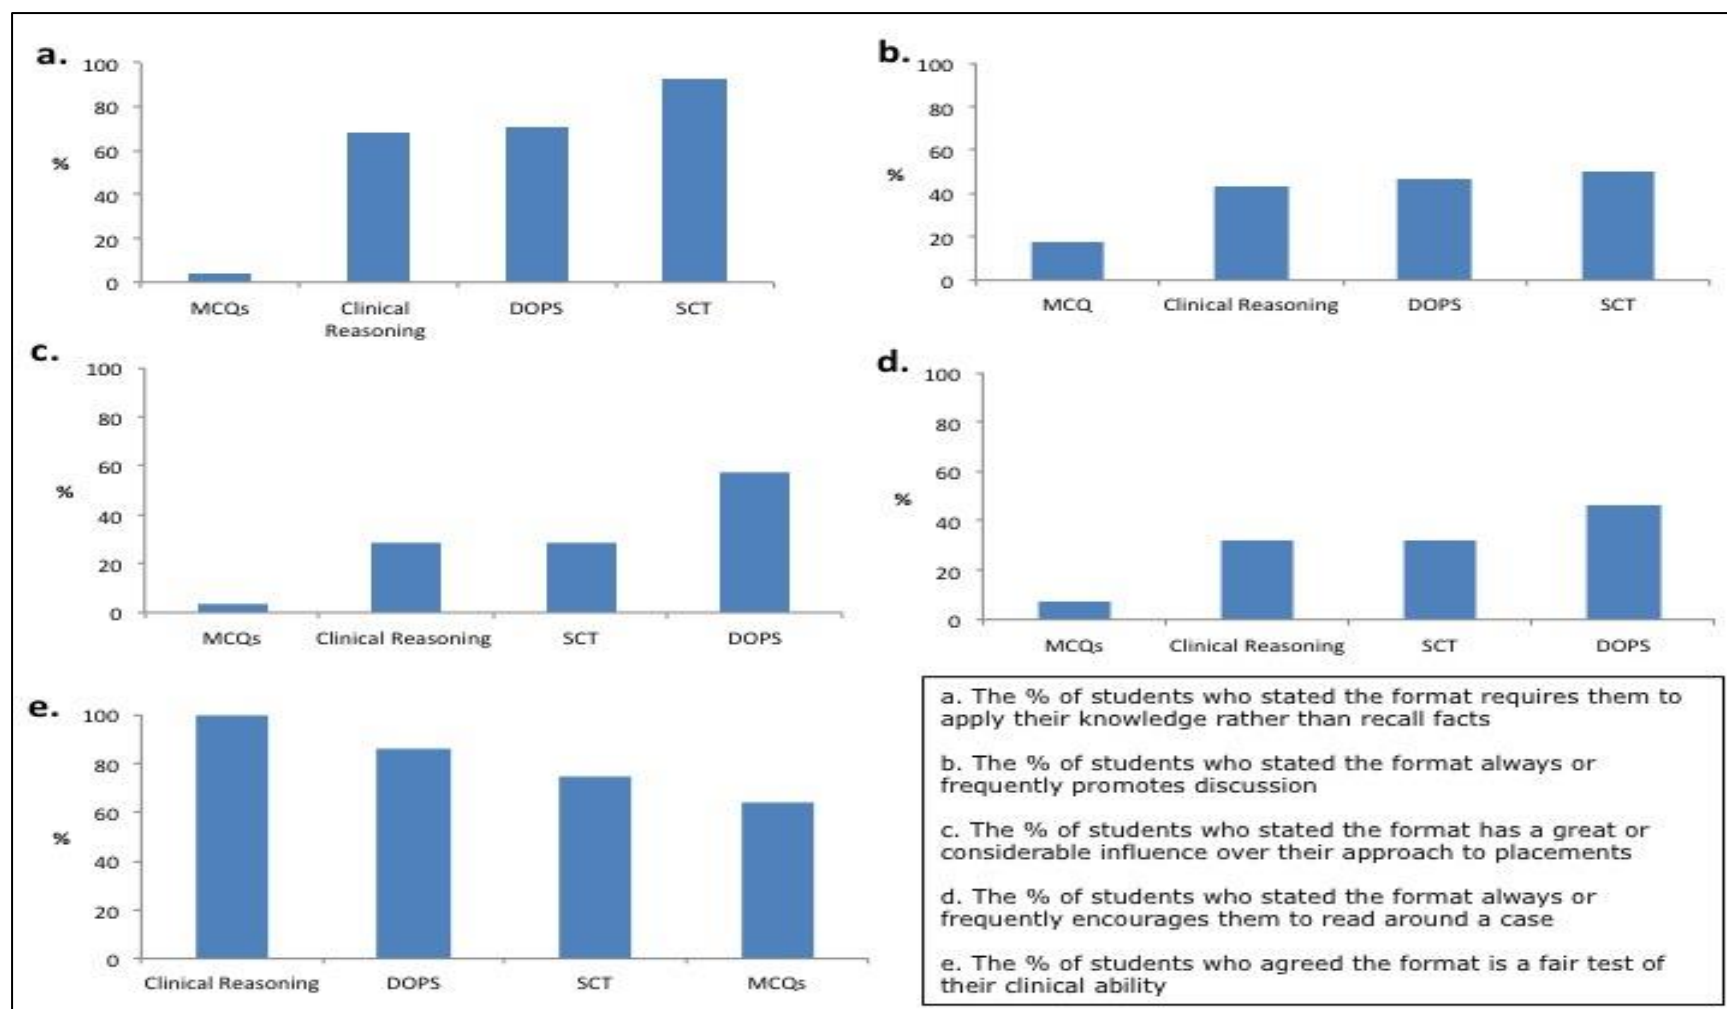 a.
100
80
60
40
20
0
%
MCQs Clinical Reasoning DOPS SCT
b.
100
80
60
40
20
0
%
MCQ Clinical Reasoning DOPS SCT
c.
100
80
60
40
20
0
%
MCQs Clinical Reasoning SCT DOPS
d.
100
80
60
40
20
0
%
MCQs Clinical Reasoning SCT DOPS
e.
100
80
60
40
20
0
%
Clinical Reasoning DOPS SCT MCQs
a. The % of students who stated the format requires them to
apply their knowledge rather than recall facts
b. The % of students who stated the format always or
frequently promotes discussion
c. The % of students who stated the format has a great or
considerable influence over their approach to placements
d. The % of students who stated the format always or
frequently encourages them to read around a case
e. The % of students who agreed the format is a fair test of
their clinical ability